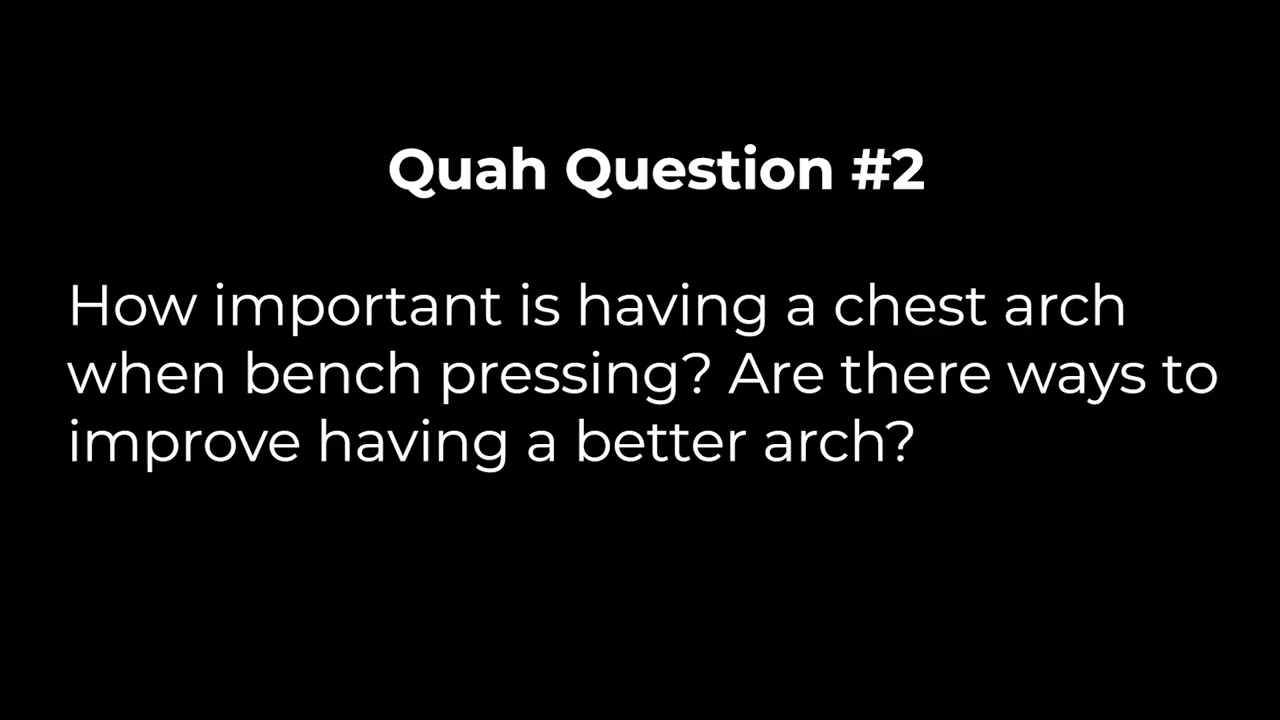 Quah Question #2
How important is having a chest arch
when bench pressing? Are there ways to
improve having a better arch?